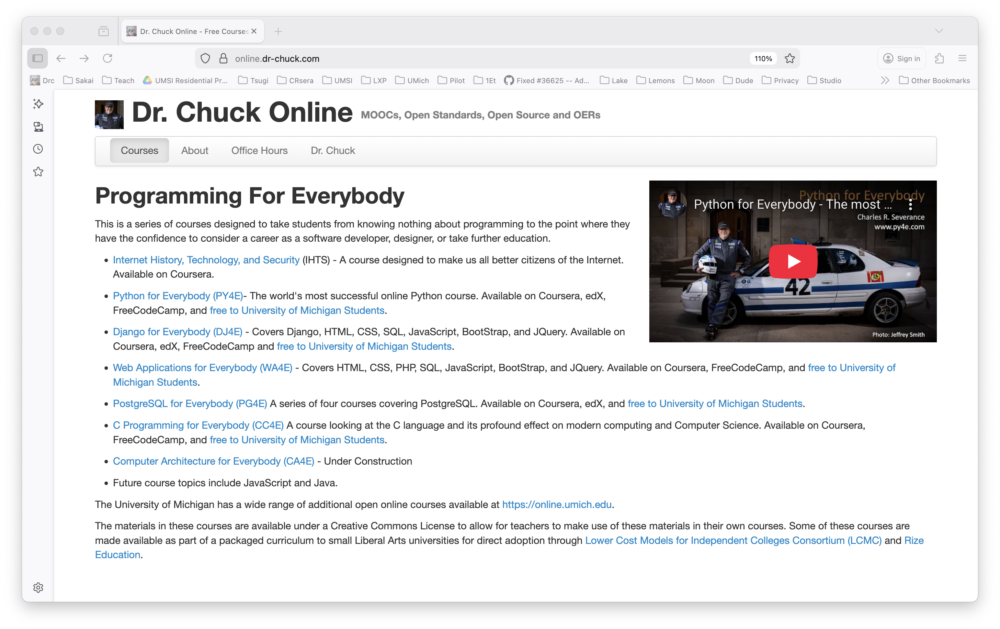 Dr. Chuck Online - Free Courses
online.dr-chuck.com
110%
Sign in
Drc
Sakai
Teach
UMSI Residential Pr...
Tsugi
CRsera
UMSI
LXP
UMich
Pilot
1Et
Fixed #36625 -- Ad...
Lake
Lemons
Moon
Dude
Privacy
Studio
Other Bookmarks
Dr. Chuck Online MOOCs, Open Standards, Open Source and OERs
Courses
About
Office Hours
Dr. Chuck
Programming For Everybody
This is a series of courses designed to take students from knowing nothing about programming to the point where they
have the confidence to consider a career as a software developer, designer, or take further education.
Internet History, Technology, and Security (IHTS) - A course designed to make us all better citizens of the Internet.
Available on Coursera.
Python for Everybody (PY4E)- The world's most successful online Python course. Available on Coursera, edX,
FreeCodeCamp, and free to University of Michigan Students.
Django for Everybody (DJ4E) - Covers Django, HTML, CSS, SQL, JavaScript, BootStrap, and JQuery. Available on
Coursera, edX, FreeCodeCamp and free to University of Michigan Students.
Python for Everybody
Python for Everybody - The most ...
Charles R. Severance
www.py4e.com
42
24
Photo: Jeffrey Smith
Web Applications for Everybody (WA4E) - Covers HTML, CSS, PHP, SQL, JavaScript, BootStrap, and JQuery. Available on Coursera, FreeCodeCamp, and free to University of
Michigan Students.
PostgreSQL for Everybody (PG4E) A series of four courses covering PostgreSQL. Available on Coursera, edX, and free to University of Michigan Students.
C Programming for Everybody (CC4E) A course looking at the C language and its profound effect on modern computing and Computer Science. Available on Coursera,
FreeCodeCamp, and free to University of Michigan Students.
Computer Architecture for Everybody (CA4E) - Under Construction
Future course topics include JavaScript and Java.
The University of Michigan has a wide range of additional open online courses available at https://online.umich.edu.
The materials in these courses are available under a Creative Commons License to allow for teachers to make use of these materials in their own courses. Some of these courses are
made available as part of a packaged curriculum to small Liberal Arts universities for direct adoption through Lower Cost Models for Independent Colleges Consortium (LCMC) and Rize
Education.